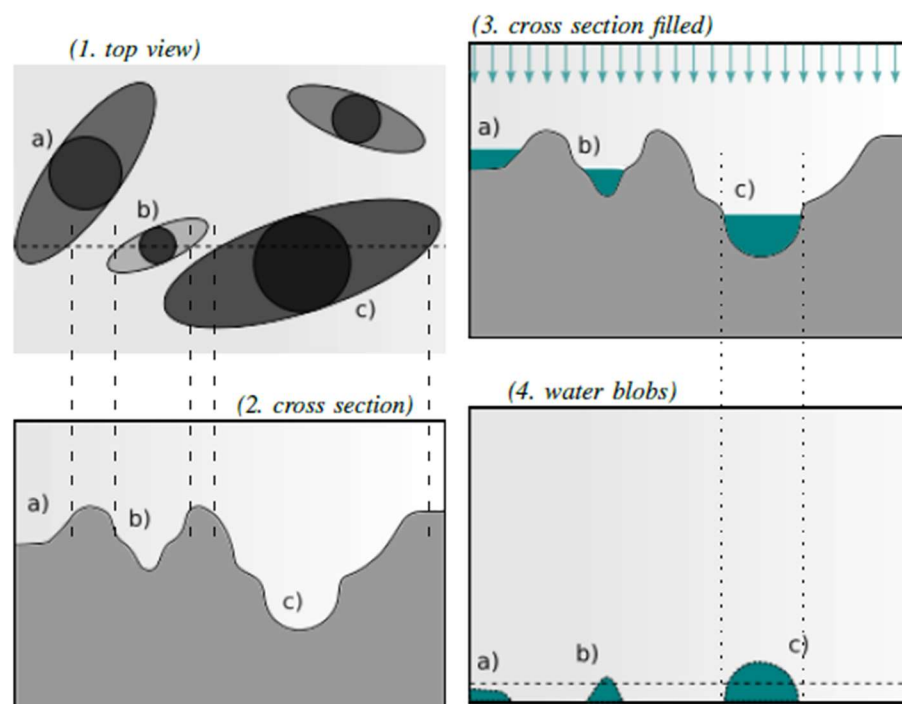 (1. top view)
a)
b)
c)
(2. cross section)
a)
b)
c)
(3. cross section filled)
a)
b)
c)
(4. water blobs)
a)
b)
c)